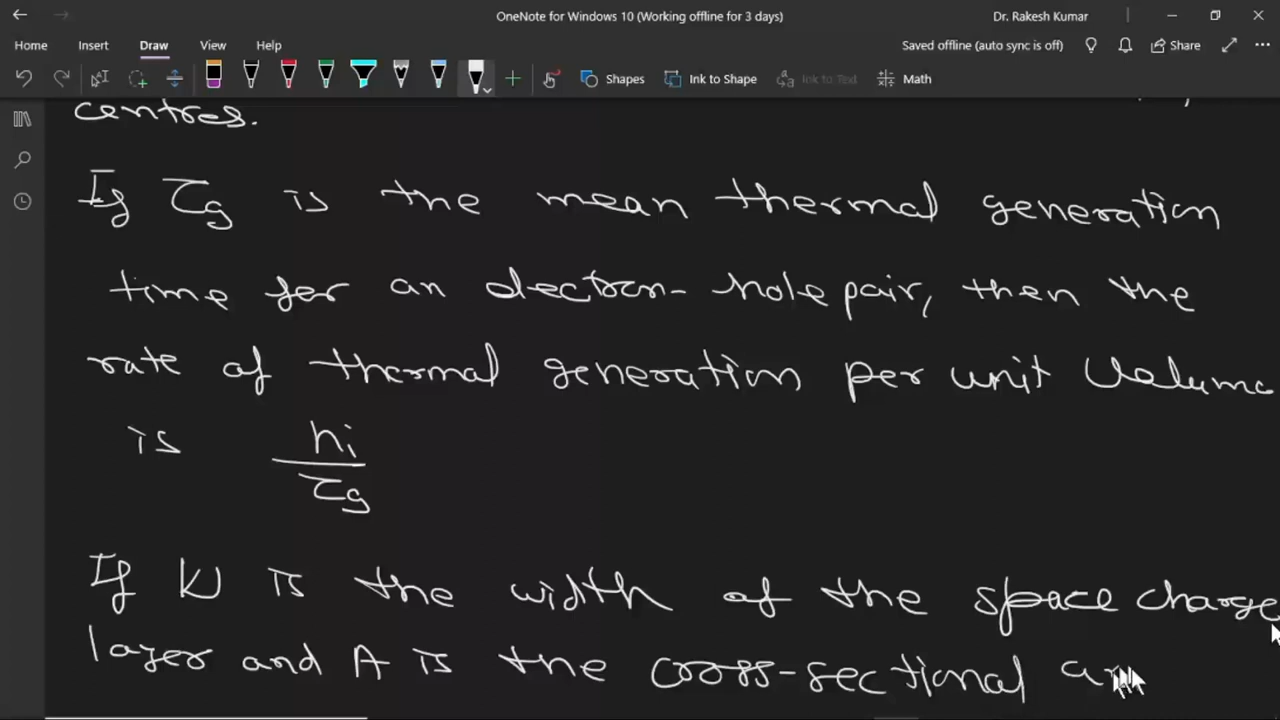 OneNote for Windows 10 (Working offline for 3 days)
Dr. Rakesh Kumar
Home Insert Draw View Help
Saved offline (auto sync is off) Share
Shapes Ink to Shape Ink to Text Math
centres.
If τg is the mean thermal generation
time for an electron-hole pair, then the
rate of thermal generation per unit volume
is ni
τg
If W is the width of the space charge
layer and A is the cross-sectional